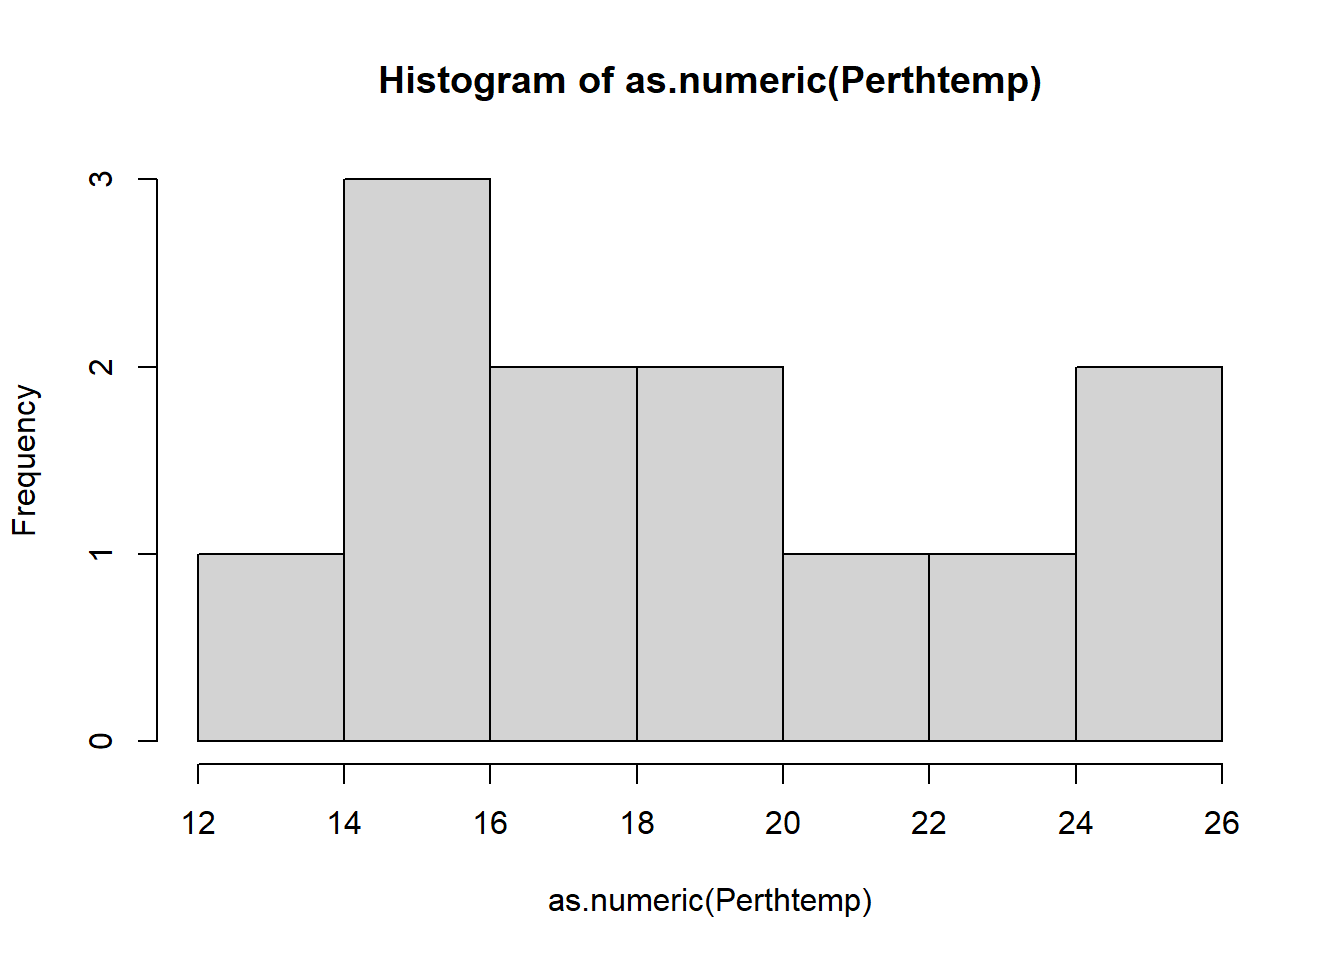 Histogram of as.numeric(Perthtemp)
3
2
1
0
Frequency
12 14 16 18 20 22 24 26
as.numeric(Perthtemp)